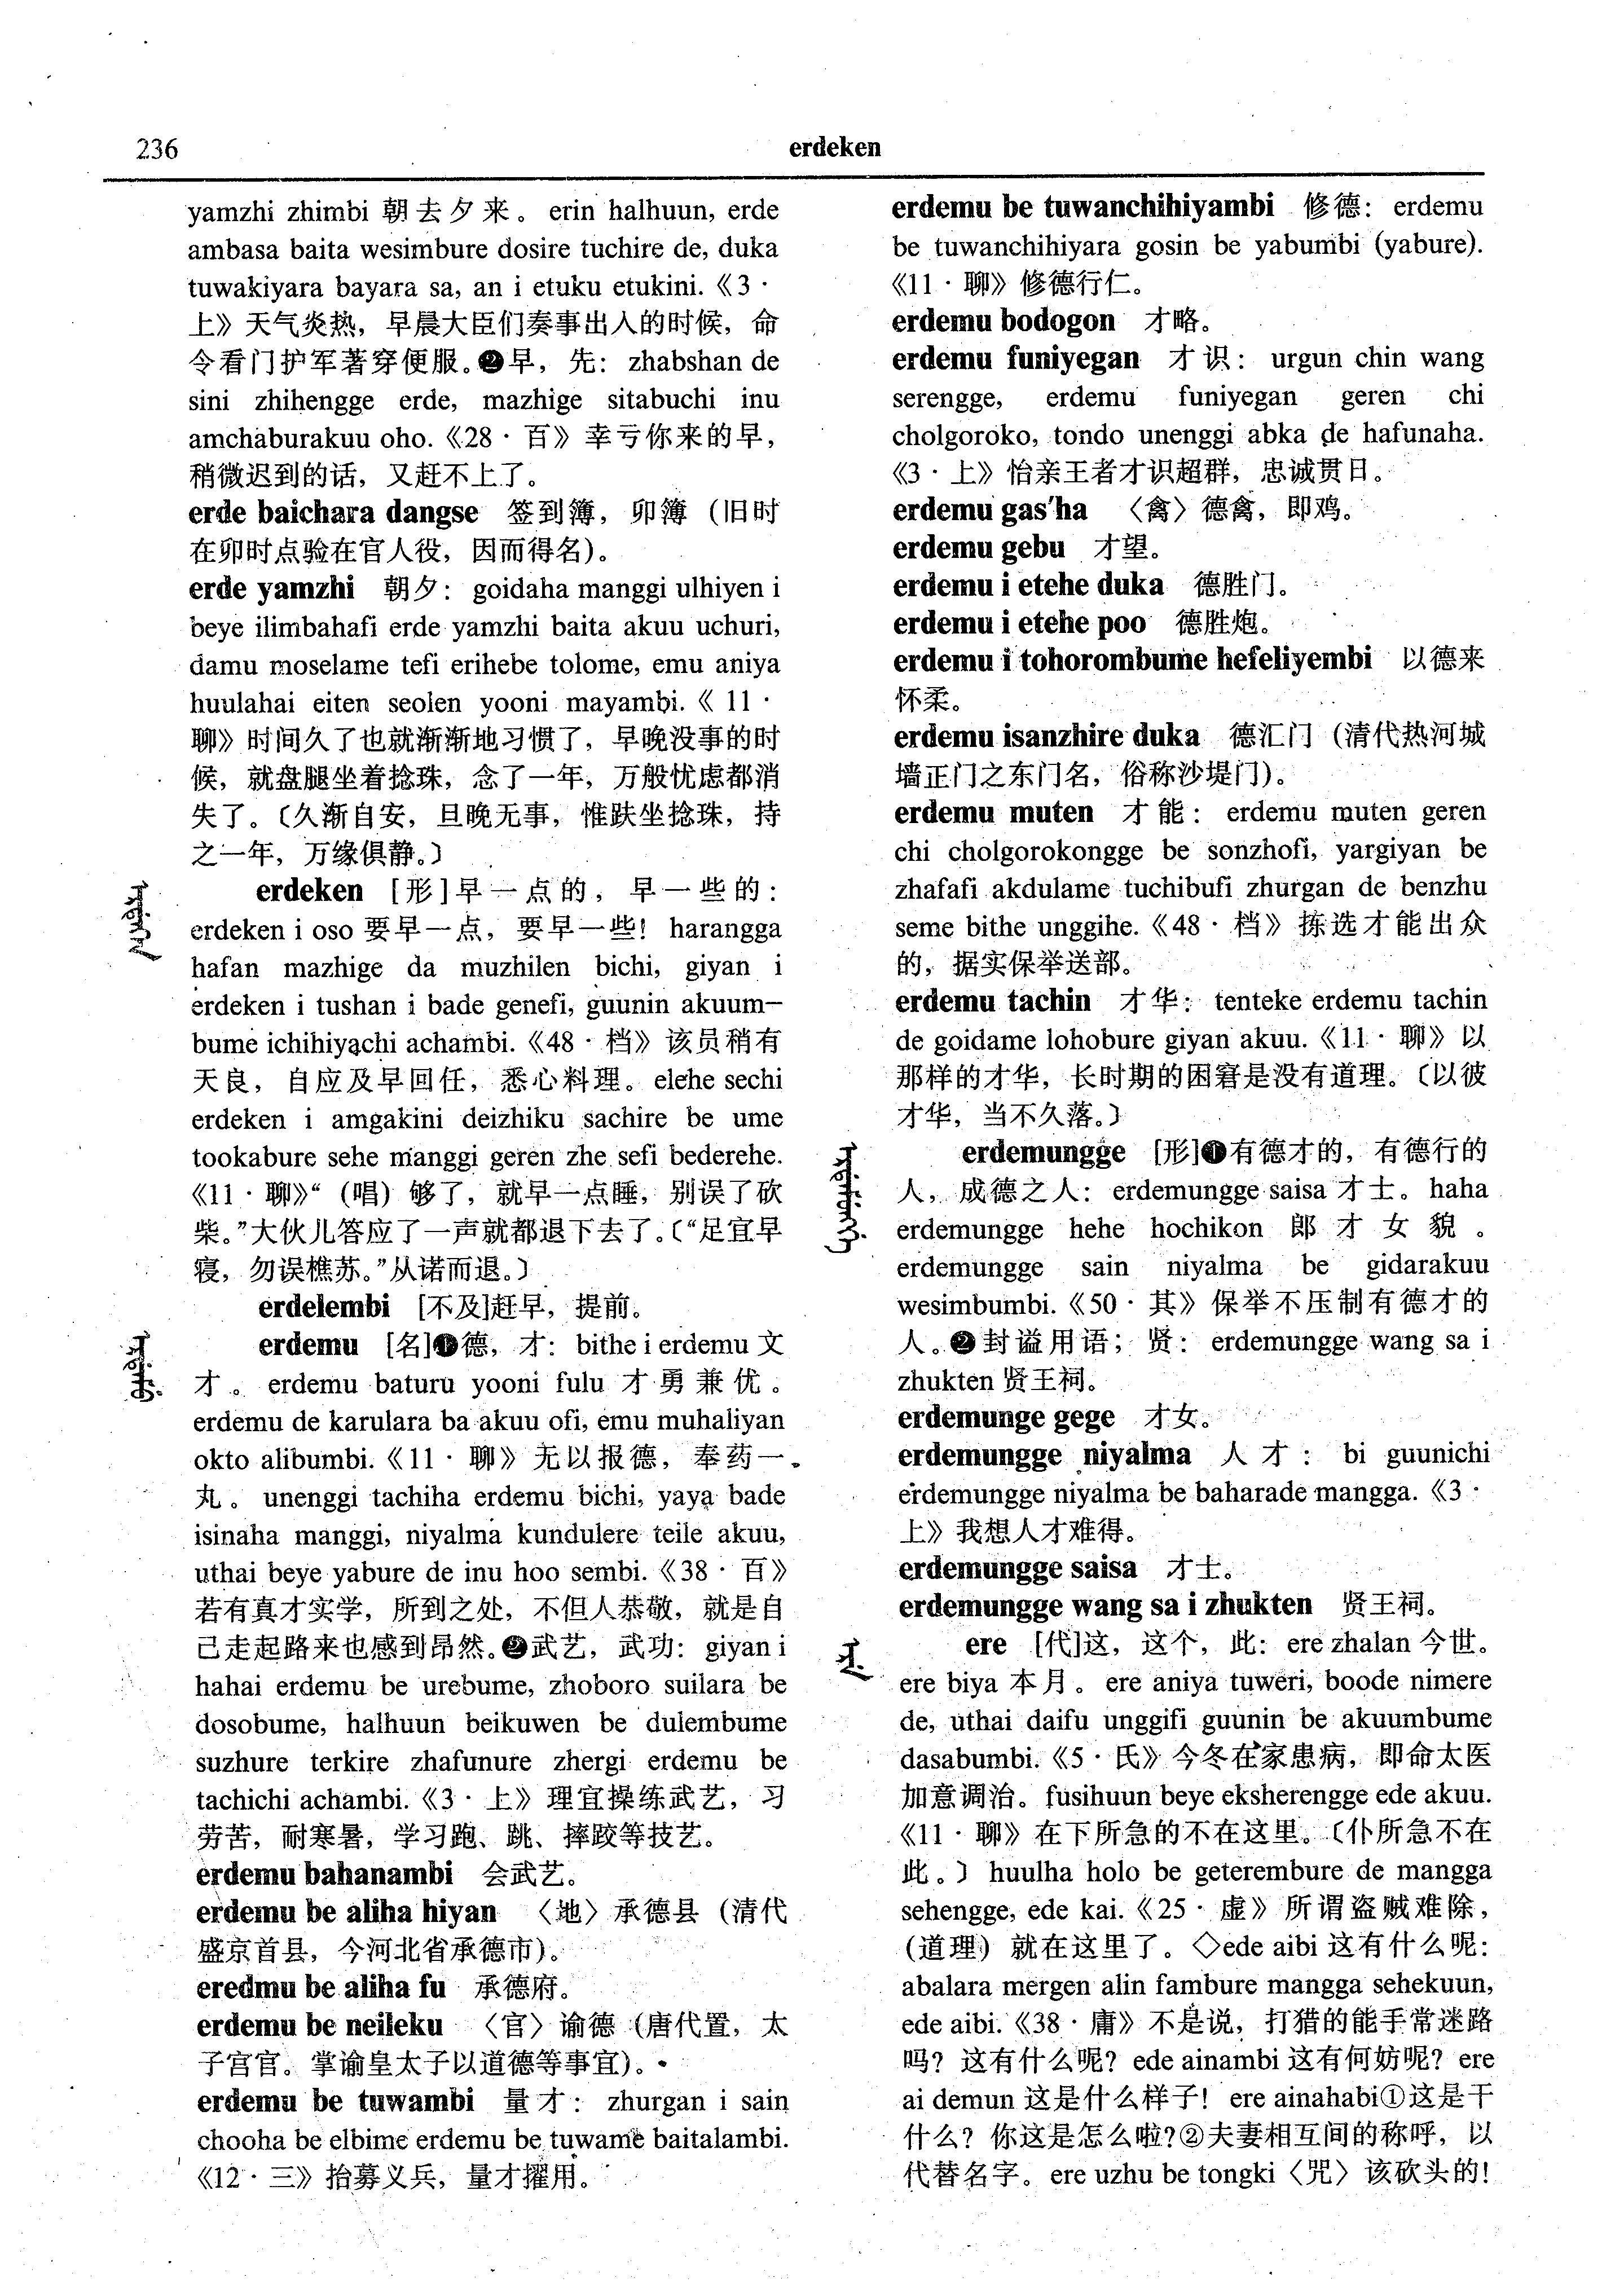 236
erdeken
yamzhi zhimbi 朝去夕来。erin halhuun, erde
ambasa baita wesimbure dosire tuchire de, duka
tuwakiyara bayara sa, an i etuku etukini.《3·
上》天气炎热，早晨大臣们奏事出人的时候，命
令看门护军著穿便服。❷早，先：zhabshan de
sini zhihengge erde, mazhige sitabuchi inu
amchaburakuu oho.《28·百》幸亏你来的早，
稍微迟到的话，又赶不上了。
erde baichara dangse 签到簿，卯簿（旧时
在卯时点验在官人役，因而得名）。
erde yamzhi 朝夕：goidaha manggi ulhiyen i
beye ilimbahafi erde yamzhi baita akuu uchuri,
damu moselame tefi erihebe tolome, emu aniya
huulahai eiten seolen yooni mayambi.《11·
聊》时间久了也就渐渐地习惯了，早晚没事的时
候，就盘腿坐着捻珠，念了一年，万般忧虑都消
失了。〔久渐自安，旦晚无事，惟趺坐捻珠，持
之一年，万缘俱静。〕
erdeken [形]早一点的，早一些的：
erdeken i oso 要早一点，要早一些！harangga
hafan mazhige da muzhilen bichi, giyan i
erdeken i tushan i bade genefi, guunin akuum—
bume ichihiyachi achambi.《48·档》该员稍有
天良，自应及早回任，悉心料理。elehe sechi
erdeken i amgakini deizhiku sachire be ume
tookabure sehe manggi geren zhe sefi bederehe.
《11·聊》“（唱）够了，就早一点睡，别误了砍
柴。”大伙儿答应了一声就都退下去了。〔“足宜早
寝，勿误樵苏。”从诺而退。〕
erdelembi [不及]赶早，提前。
erdemu [名]❶德，才：bithe i erdemu 文
才。erdemu baturu yooni fulu 才勇兼优。
erdemu de karulara ba akuu ofi, emu muhaliyan
okto alibumbi.《11·聊》无以报德，奉药一
丸。unenggi tachiha erdemu bichi, yaya bade
isinaha manggi, niyalma kundulere teile akuu,
uthai beye yabure de inu hoo sembi.《38·百》
若有真才实学，所到之处，不但人恭敬，就是自
已走起路来也感到昂然。❷武艺，武功：giyan i
hahai erdemu be urebume, zhoboro suilara be
dosobume, halhuun beikuwen be dulembume
suzhure terkire zhafunure zhergi erdemu be
tachichi achambi.《3·上》理宜操练武艺，习
劳苦，耐寒暑，学习跑、跳、摔跤等技艺。
erdemu bahanambi 会武艺。
erdemu be aliha hiyan 〈地〉承德县（清代
盛京首县，今河北省承德市）。
eredmu be aliha fu 承德府。
erdemu be neileku 〈官〉谕德（唐代置，太
子宫官。掌谕皇太子以道德等事宜）。
erdemu be tuwambi 量才：zhurgan i sain
chooha be elbime erdemu be tuwame baitalambi.
《12·三》抬募义兵，量才擢用。
erdemu be tuwanchihiyambi 修德：erdemu
be tuwanchihiyara gosin be yabumbi (yabure).
《11·聊》修德行仁。
erdemu bodogon 才略。
erdemu funiyegan 才识：urgun chin wang
serengge, erdemu funiyegan geren chi
cholgoroko, tondo unenggi abka de hafunaha.
《3·上》怡亲王者才识超群，忠诚贯日。
erdemu gas'ha 〈禽〉德禽，即鸡。
erdemu gebu 才望。
erdemu i etehe duka 德胜门。
erdemu i etehe poo 德胜炮。
erdemu i tohorombume hefeliyembi 以德来
怀柔。
erdemu isanzhire duka 德汇门（清代热河城
墙正门之东门名，俗称沙堤门）。
erdemu muten 才能：erdemu muten geren
chi cholgorokongge be sonzhofi, yargiyan be
zhafafi akdulame tuchibufi zhurgan de benzhu
seme bithe unggihe.《48·档》拣选才能出众
的，据实保举送部。
erdemu tachin 才华：tenteke erdemu tachin
de goidame lohobure giyan akuu.《11·聊》以
那样的才华，长时期的困窘是没有道理。〔以彼
才华，当不久落。〕
erdemungge [形]❶有德才的，有德行的
人，成德之人：erdemungge saisa 才士。haha
erdemungge hehe hochikon 郎才女貌。
erdemungge sain niyalma be gidarakuu
wesimbumbi.《50·其》保举不压制有德才的
人。❷封谥用语；贤：erdemungge wang sa i
zhukten 贤王祠。
erdemunge gege 才女。
erdemungge niyalma 人才：bi guunichi
erdemungge niyalma be baharade mangga.《3·
上》我想人才难得。
erdemungge saisa 才士。
erdemungge wang sa i zhukten 贤王祠。
ere [代]这，这个，此：ere zhalan 今世。
ere biya 本月。ere aniya tuweri, boode nimere
de, uthai daifu unggifi guunin be akuumbume
dasabumbi.《5·氏》今冬在家患病，即命太医
加意调治。fusihuun beye eksherengge ede akuu.
《11·聊》在下所急的不在这里。〔仆所急不在
此。〕huulha holo be geterembure de mangga
sehengge, ede kai.《25·虚》所谓盗贼难除，
（道理）就在这里了。◇ede aibi 这有什么呢：
abalara mergen alin fambure mangga sehekuun,
ede aibi.《38·庸》不是说，打猎的能手常迷路
吗？这有什么呢？ede ainambi 这有何妨呢？ere
ai demun 这是什么样子！ere ainahabi①这是干
什么？你这是怎么啦？②夫妻相互间的称呼，以
代替名字。ere uzhu be tongki〈咒〉该砍头的！